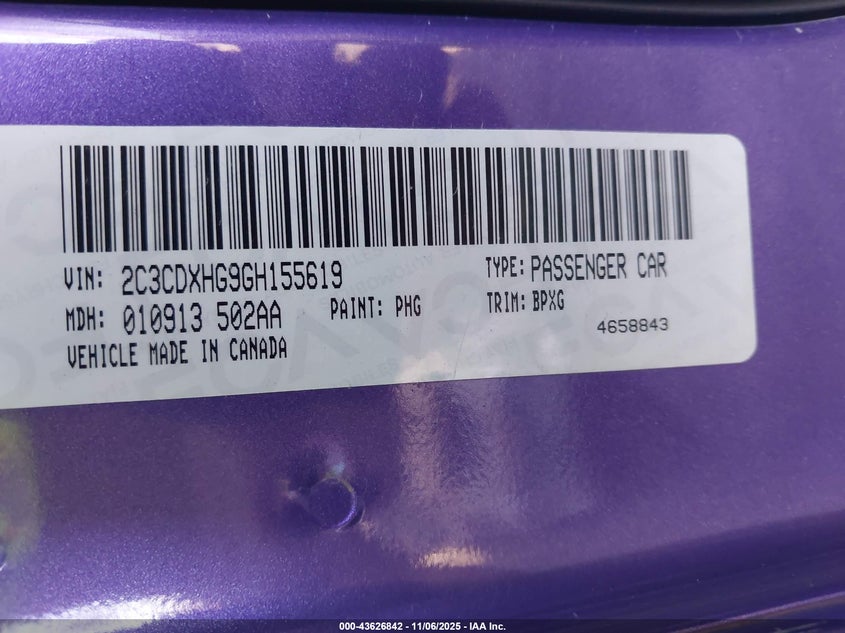 VIN: 2C3CDXHG9GH155619 TYPE: PASSENGER CAR
MDH: 010913 502AA PAINT: PHG TRIM: BPXG
VEHICLE MADE IN CANADA 4658843
000-43626842 - 11/06/2025 - IAA Inc.